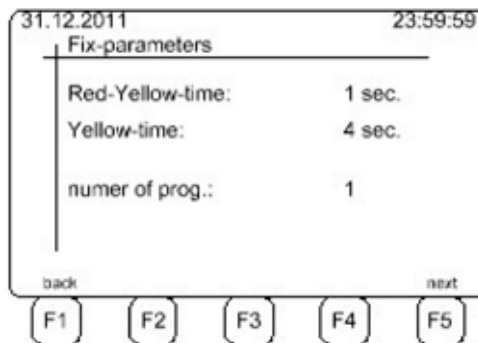 31.12.2011 23:59:59
Fix-parameters
Red-Yellow-time: 1 sec.
Yellow-time: 4 sec.
numer of prog.: 1
back next
F1 F2 F3 F4 F5